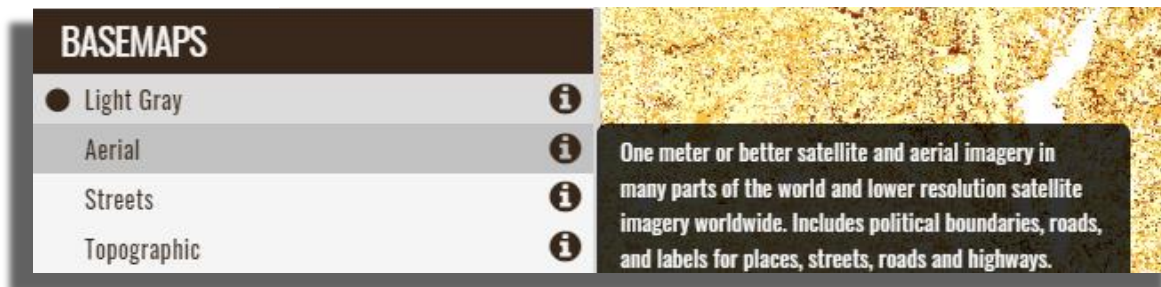 BASEMAPS
Light Gray
Aerial
Streets
Topographic
One meter or better satellite and aerial imagery in
many parts of the world and lower resolution satellite
imagery worldwide. Includes political boundaries, roads,
and labels for places, streets, roads and highways.